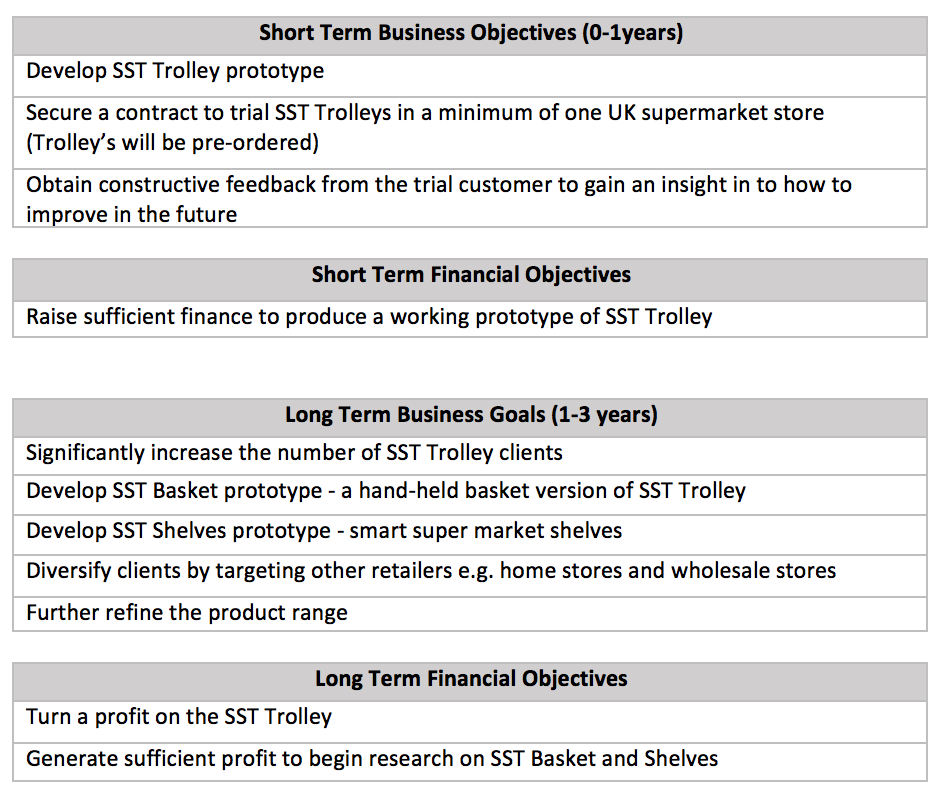 Short Term Business Objectives (0-1years)
Develop SST Trolley prototype
Secure a contract to trial SST Trolleys in a minimum of one UK supermarket store
(Trolley’s will be pre-ordered)
Obtain constructive feedback from the trial customer to gain an insight in to how to
improve in the future
Short Term Financial Objectives
Raise sufficient finance to produce a working prototype of SST Trolley
Long Term Business Goals (1-3 years)
Significantly increase the number of SST Trolley clients
Develop SST Basket prototype - a hand-held basket version of SST Trolley
Develop SST Shelves prototype - smart super market shelves
Diversify clients by targeting other retailers e.g. home stores and wholesale stores
Further refine the product range
Long Term Financial Objectives
Turn a profit on the SST Trolley
Generate sufficient profit to begin research on SST Basket and Shelves